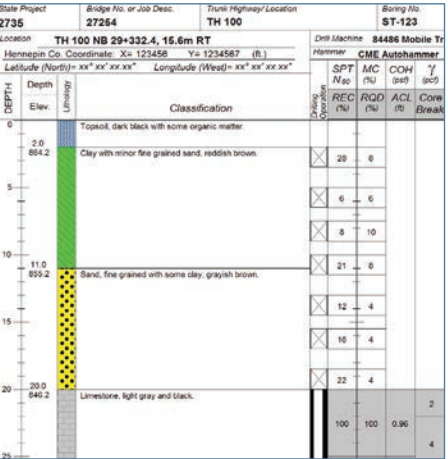 State Project Bridge No. or Job Desc. Trunk Highway/Location Boring No.
2735 27254 TH 100 ST-123
Location TH 100 NB 29+332.4, 15.6m RT Drill Machine 84486 Mobile Tr
Hennepin Co. Coordinate: X= 123456 Y= 1234567 (ft.) Hammer CME Autohammer
Latitude (North)= xx° xx' xx.xx" Longitude (West)= xx° xx' xx.xx"
SPT MC COH γ
N60 (%) (psf) (pcf)
DEPTH Depth Lithology Drilling Operation REC RQD ACL Core
Elev. Classification (%) (%) (ft) Break
0 Topsoil, dark black with some organic matter.
2.0
864.2 Clay with minor fine grained sand, reddish brown.
28 8
5
6 6
8 10
10
21 8
11.0
855.2 Sand, fine grained with some clay, grayish brown.
12 4
15
16 4
22 4
20 20.0
846.2 Limestone, light gray and black.
2
100 100 0.96
4
25